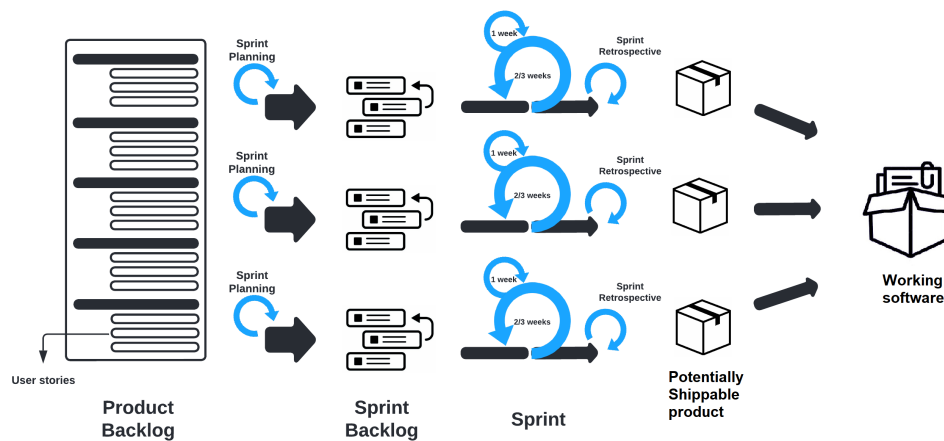 Sprint
Planning
1 week
2/3 weeks
Sprint
Retrospective
Sprint
Planning
1 week
2/3 weeks
Sprint
Retrospective
Working
software
Sprint
Planning
1 week
2/3 weeks
Sprint
Retrospective
User stories
Product
Backlog
Sprint
Backlog
Sprint
Potentially
Shippable
product